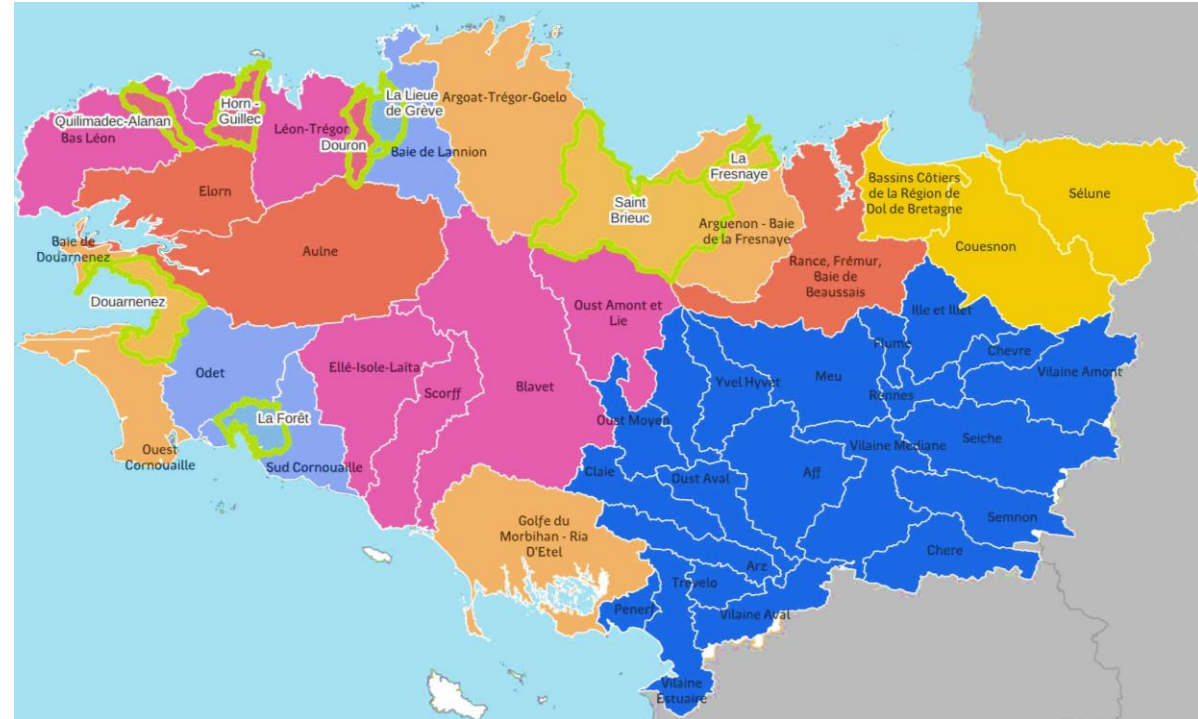 Quilimadec-Alanan
Bas Léon
Horn -
Guillec
Léon-Trégor
Douron
La Lieue
de Grève
Baie de Lannion
Argoat-Trégor-Goelo
Saint
Brieuc
La
Fresnaye
Arguenon - Baie
de la Fresnaye
Bassins Côtiers
de la Région de
Dol de Bretagne
Sélune
Couesnon
Rance, Frémur,
Baie de
Beaussais
Elorn
Aulne
Baie de
Douarnenez
Douarnenez
Odet
La Forêt
Ouest
Cornouaille
Sud Cornouaille
Ellé-Isole-Laïta
Scorff
Blavet
Oust Amont et
Lie
Ille et Illet
Flume
Chevre
Vilaine Amont
Yvel Hyvet
Meu
Rennes
Oust Moyen
Vilaine Mediane
Seiche
Claie
Oust Aval
Aff
Semnon
Chere
Golfe du
Morbihan - Ria
D'Etel
Arz
Trevelo
Penerf
Vilaine Aval
Vilaine
Estuaire